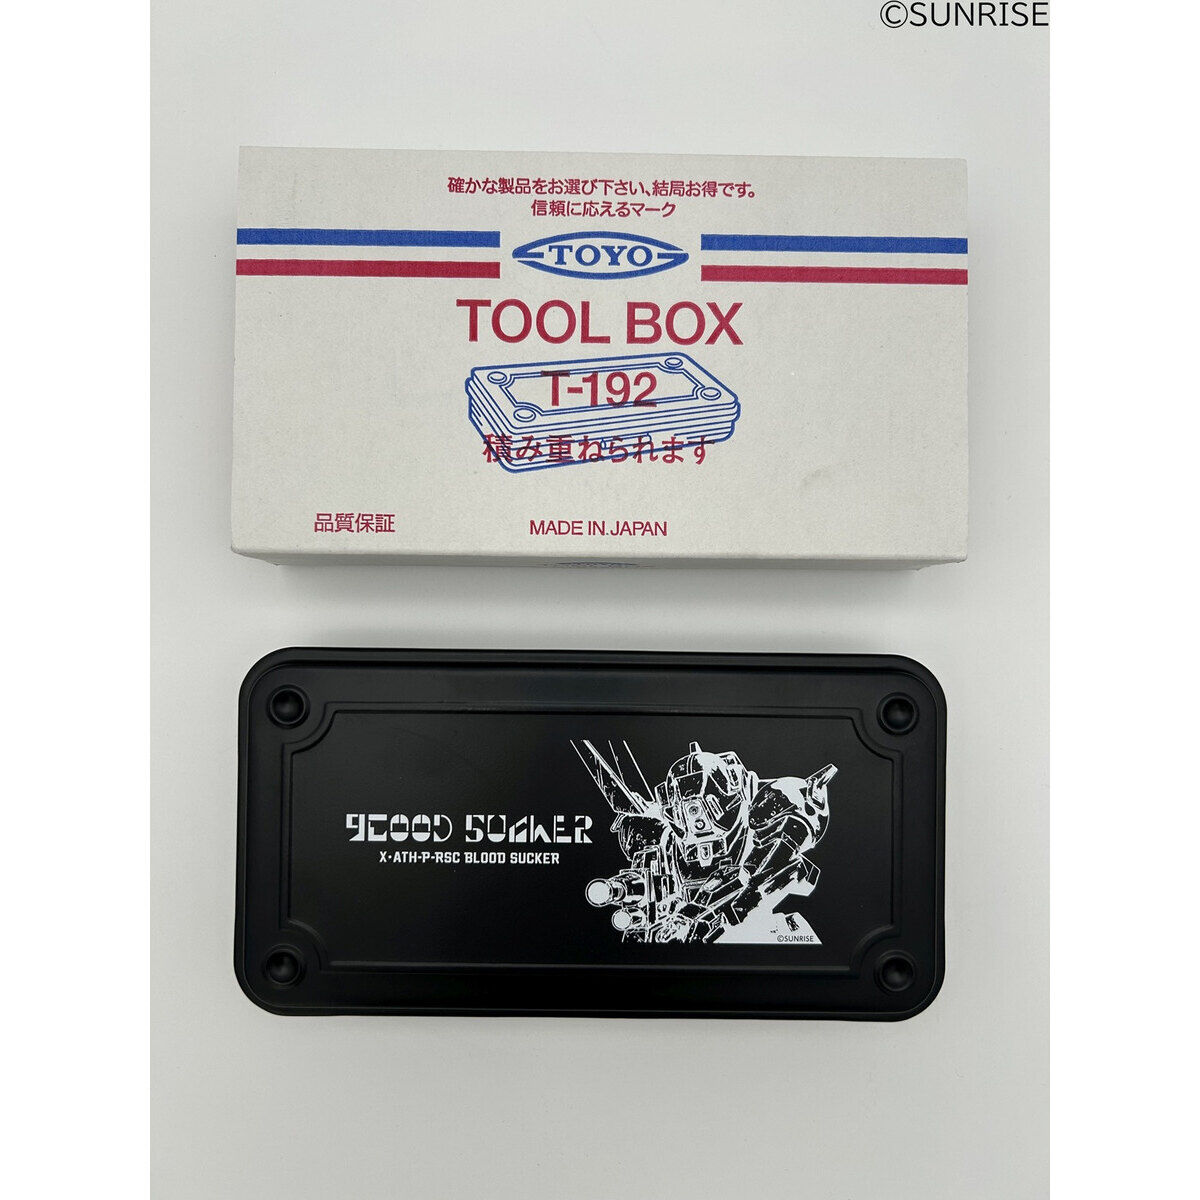 ©SUNRISE
確かな製品をお選び下さい、結局お得です。
信頼に応えるマーク
TOYO
TOOL BOX
T-192
積み重ねられます
品質保証
MADE IN JAPAN
BLOOD SUCKER
X・ATH-P-RSC BLOOD SUCKER
©SUNRISE